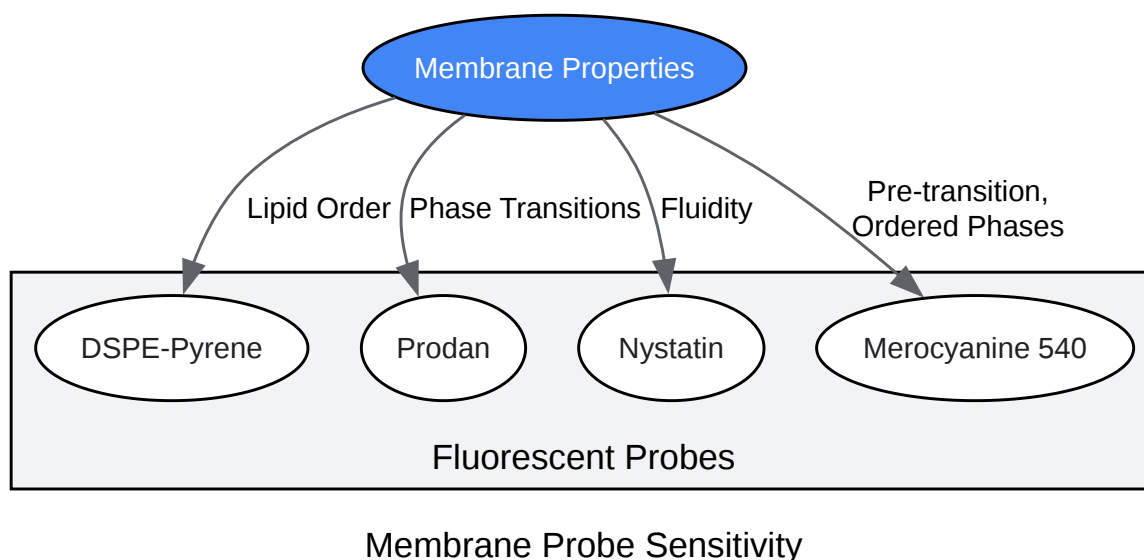 Membrane Properties
Lipid Order
Phase Transitions
Fluidity
Pre-transition,
Ordered Phases
DSPE-Pyrene
Prodan
Nystatin
Merocyanine 540
Fluorescent Probes
Membrane Probe Sensitivity